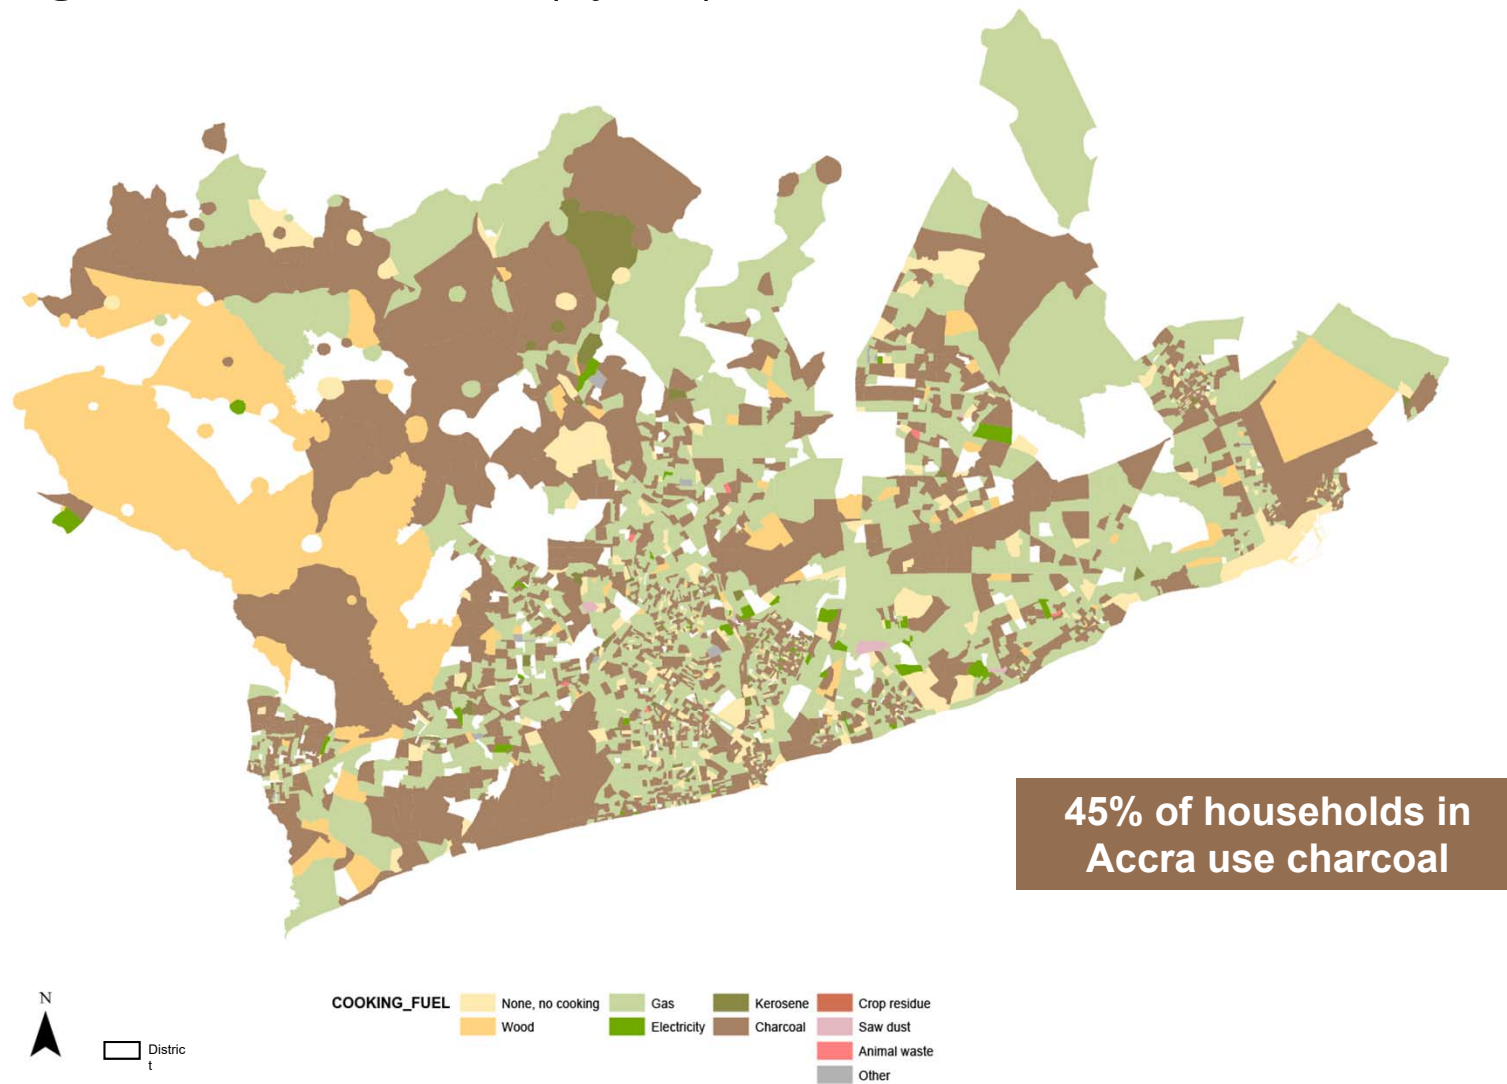 45% of households in
Accra use charcoal
N
COOKING_FUEL
None, no cooking
Gas
Kerosene
Crop residue
Wood
Electricity
Charcoal
Saw dust
Animal waste
Other
Distric
t